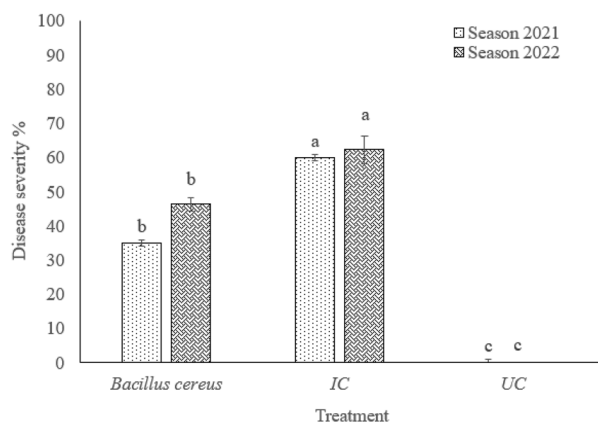 100
90
80
70
60
50
40
30
20
10
0
Disease severity %
Season 2021
Season 2022
b
b
a
a
c
c
Bacillus cereus
IC
UC
Treatment